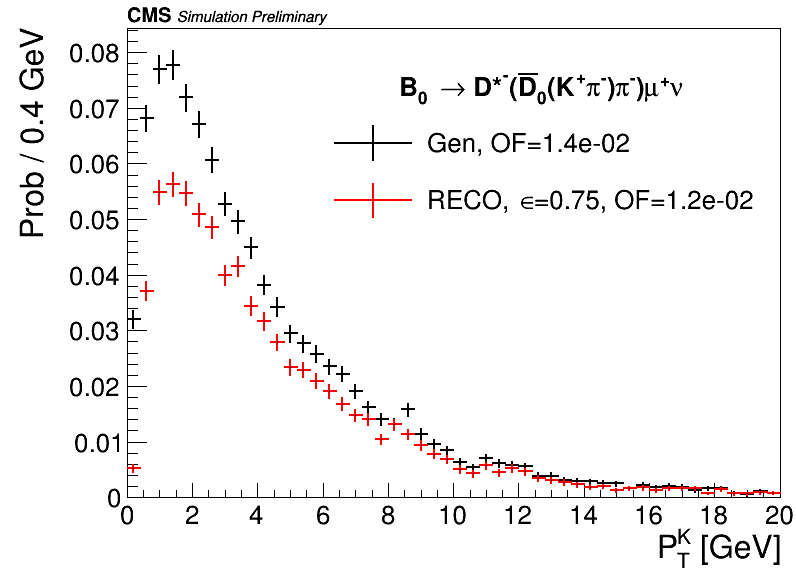 CMS Simulation Preliminary
B₀ → D*⁻(D̅₀(K⁺π⁻)π⁻)μ⁺ν
Gen, OF=1.4e-02
RECO, ϵ=0.75, OF=1.2e-02
Prob / 0.4 GeV
0.08
0.07
0.06
0.05
0.04
0.03
0.02
0.01
0
0 2 4 6 8 10 12 14 16 18 20
P_T^K [GeV]